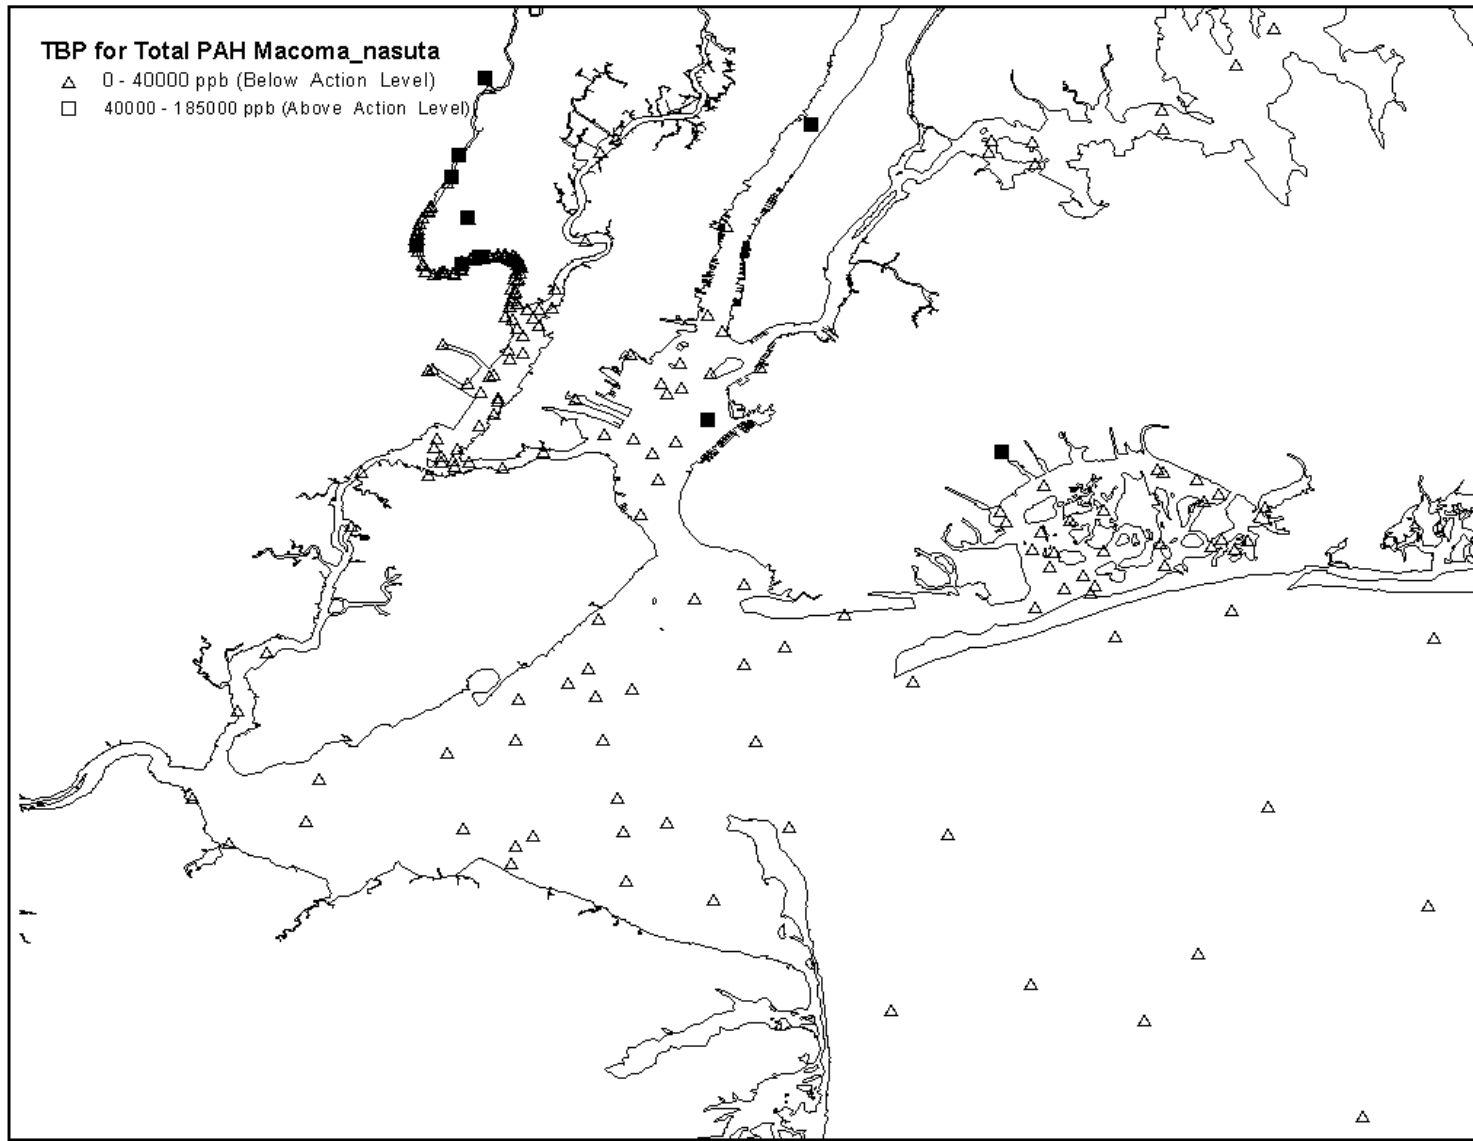 TBP for Total PAH Macoma_nasuta
0 - 40000 ppb (Below Action Level)
40000 - 185000 ppb (Above Action Level)